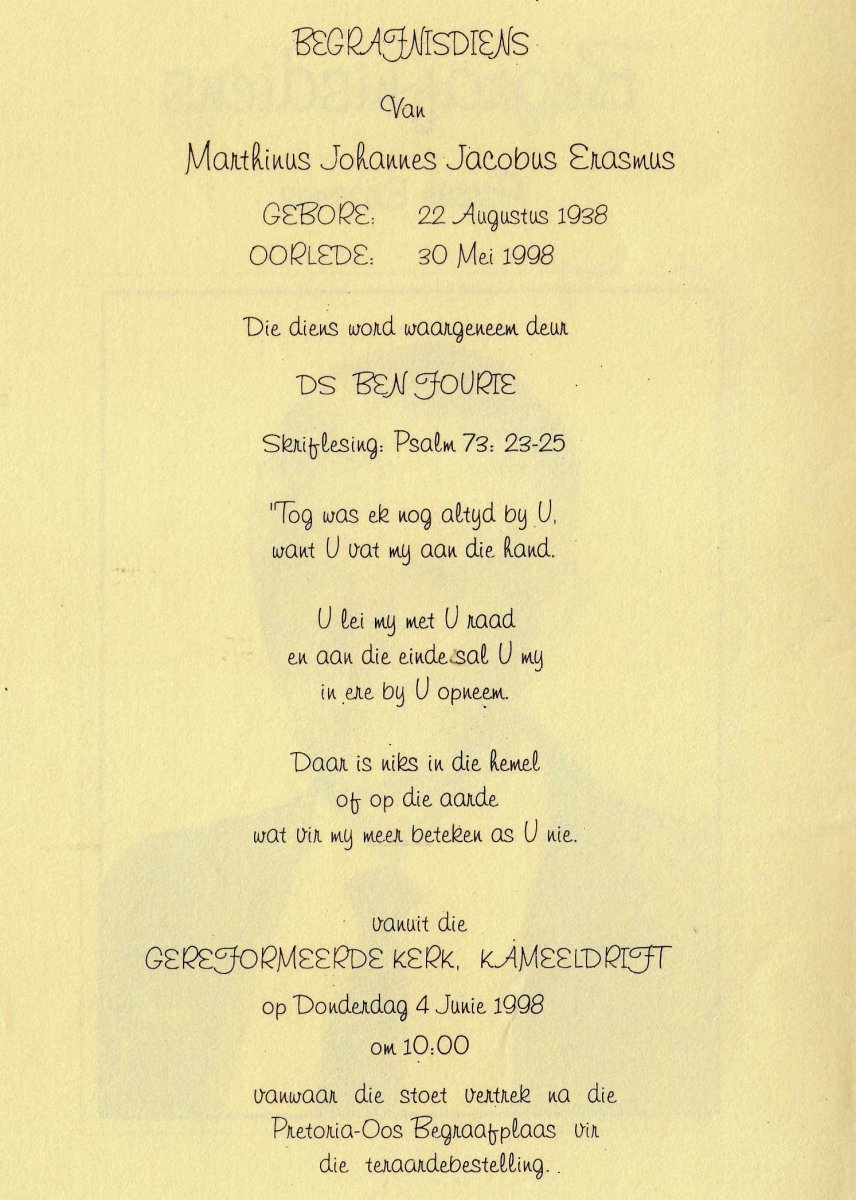 BEGRAFNISDIENS
Van
Marthinus Johannes Jacobus Erasmus
GEBORE: 22 Augustus 1938
OORLEDE: 30 Mei 1998
Die diens word waargeneem deur
DS BEN FOURIE
Skriflesing: Psalm 73: 23-25
"Tog was ek nog altyd by U,
want U vat my aan die hand.
U lei my met U raad
en aan die einde sal U my
in ere by U opneem.
Daar is niks in die hemel
of op die aarde
wat vir my meer beteken as U nie.
vanuit die
GEREFORMEERDE KERK, KAMEELDRIFT
op Donderdag 4 Junie 1998
om 10:00
vanwaar die stoet vertrek na die
Pretoria-Oos Begraafplaas vir
die teraardebestelling..
Begrafnisdiens